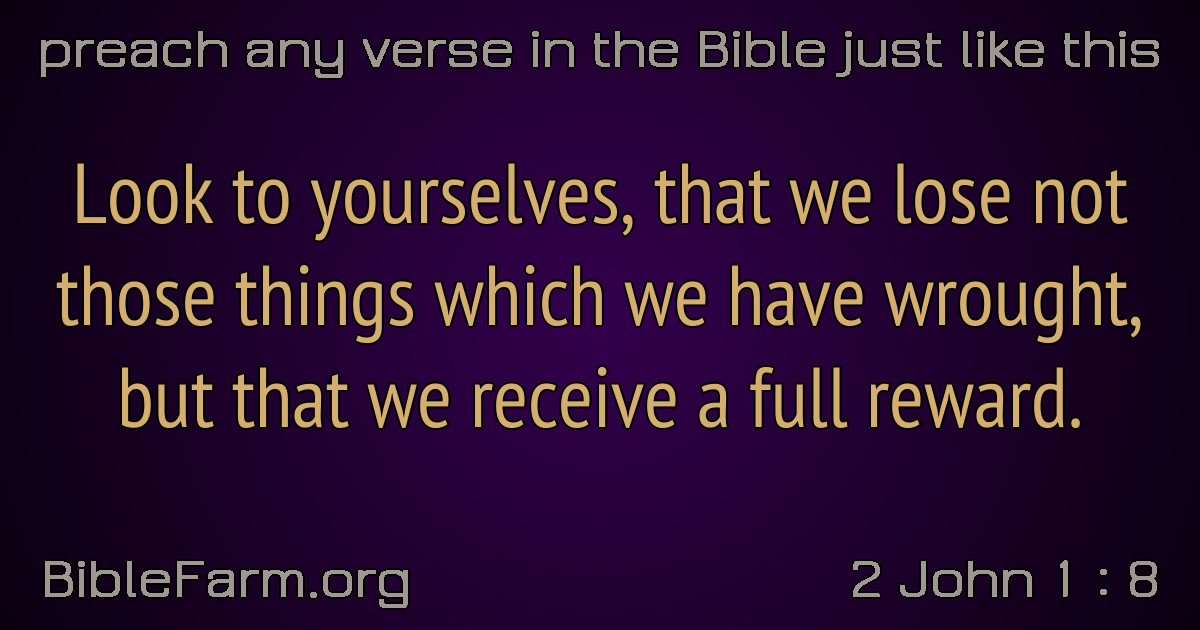 preach any verse in the Bible just like this
Look to yourselves, that we lose not
those things which we have wrought,
but that we receive a full reward.
BibleFarm.org
2 John 1 : 8